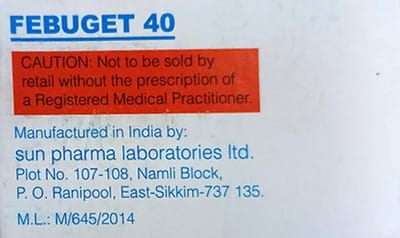 FEBUGET 40
CAUTION: Not to be sold by
retail without the prescription of
a Registered Medical Practitioner.
Manufactured in India by:
sun pharma laboratories ltd.
Plot No. 107-108, Namli Block,
P. O. Ranipool, East-Sikkim-737 135.
M.L.: M/645/2014